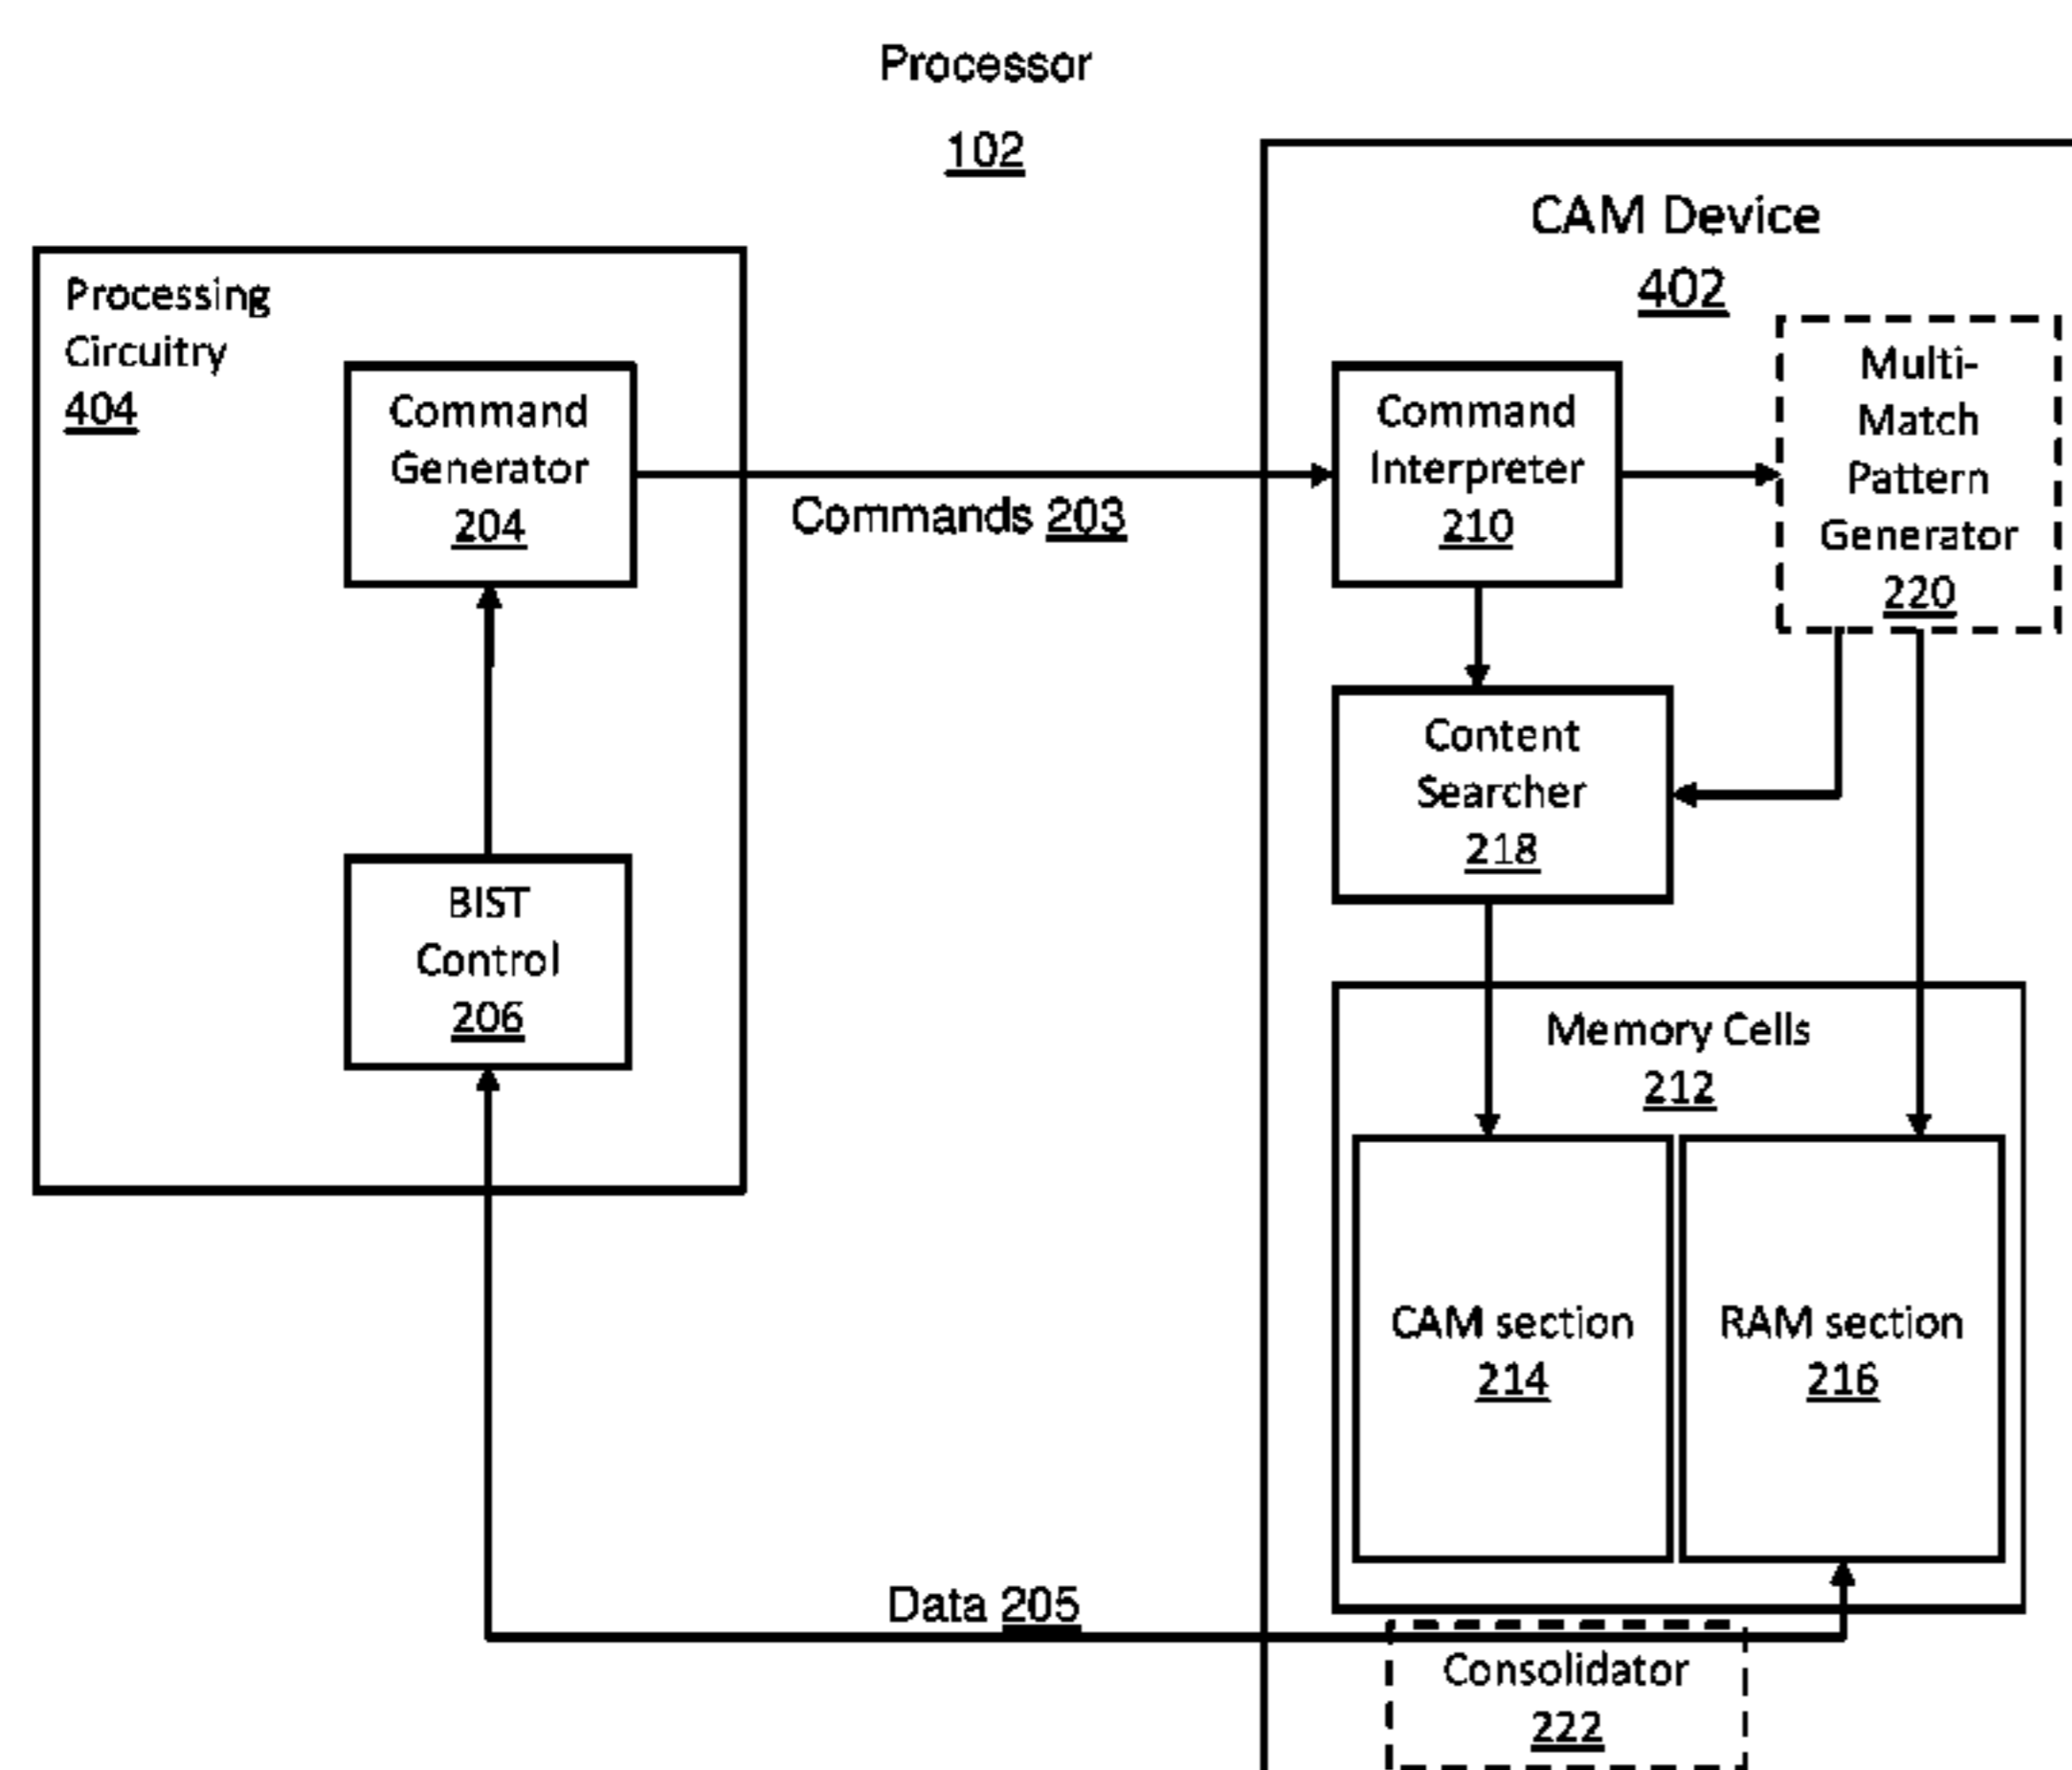 Processor
102
Processing
Circuitry
404
Command
Generator
204
BIST
Control
206
Commands 203
Data 205
CAM Device
402
Command
Interpreter
210
Multi-
Match
Pattern
Generator
220
Content
Searcher
218
Memory Cells
212
CAM section
214
RAM section
216
Consolidator
222